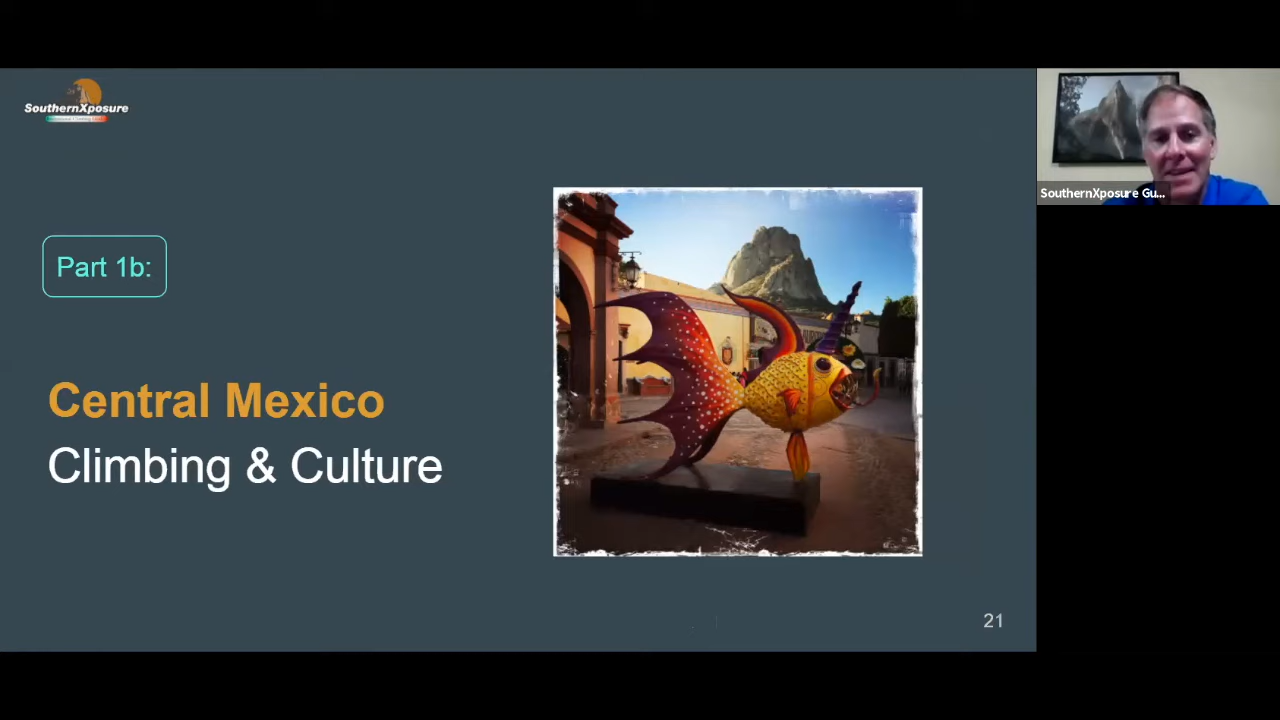 SouthernXposure
Part 1b:
Central Mexico
Climbing & Culture
21
SouthernXposure Gu...